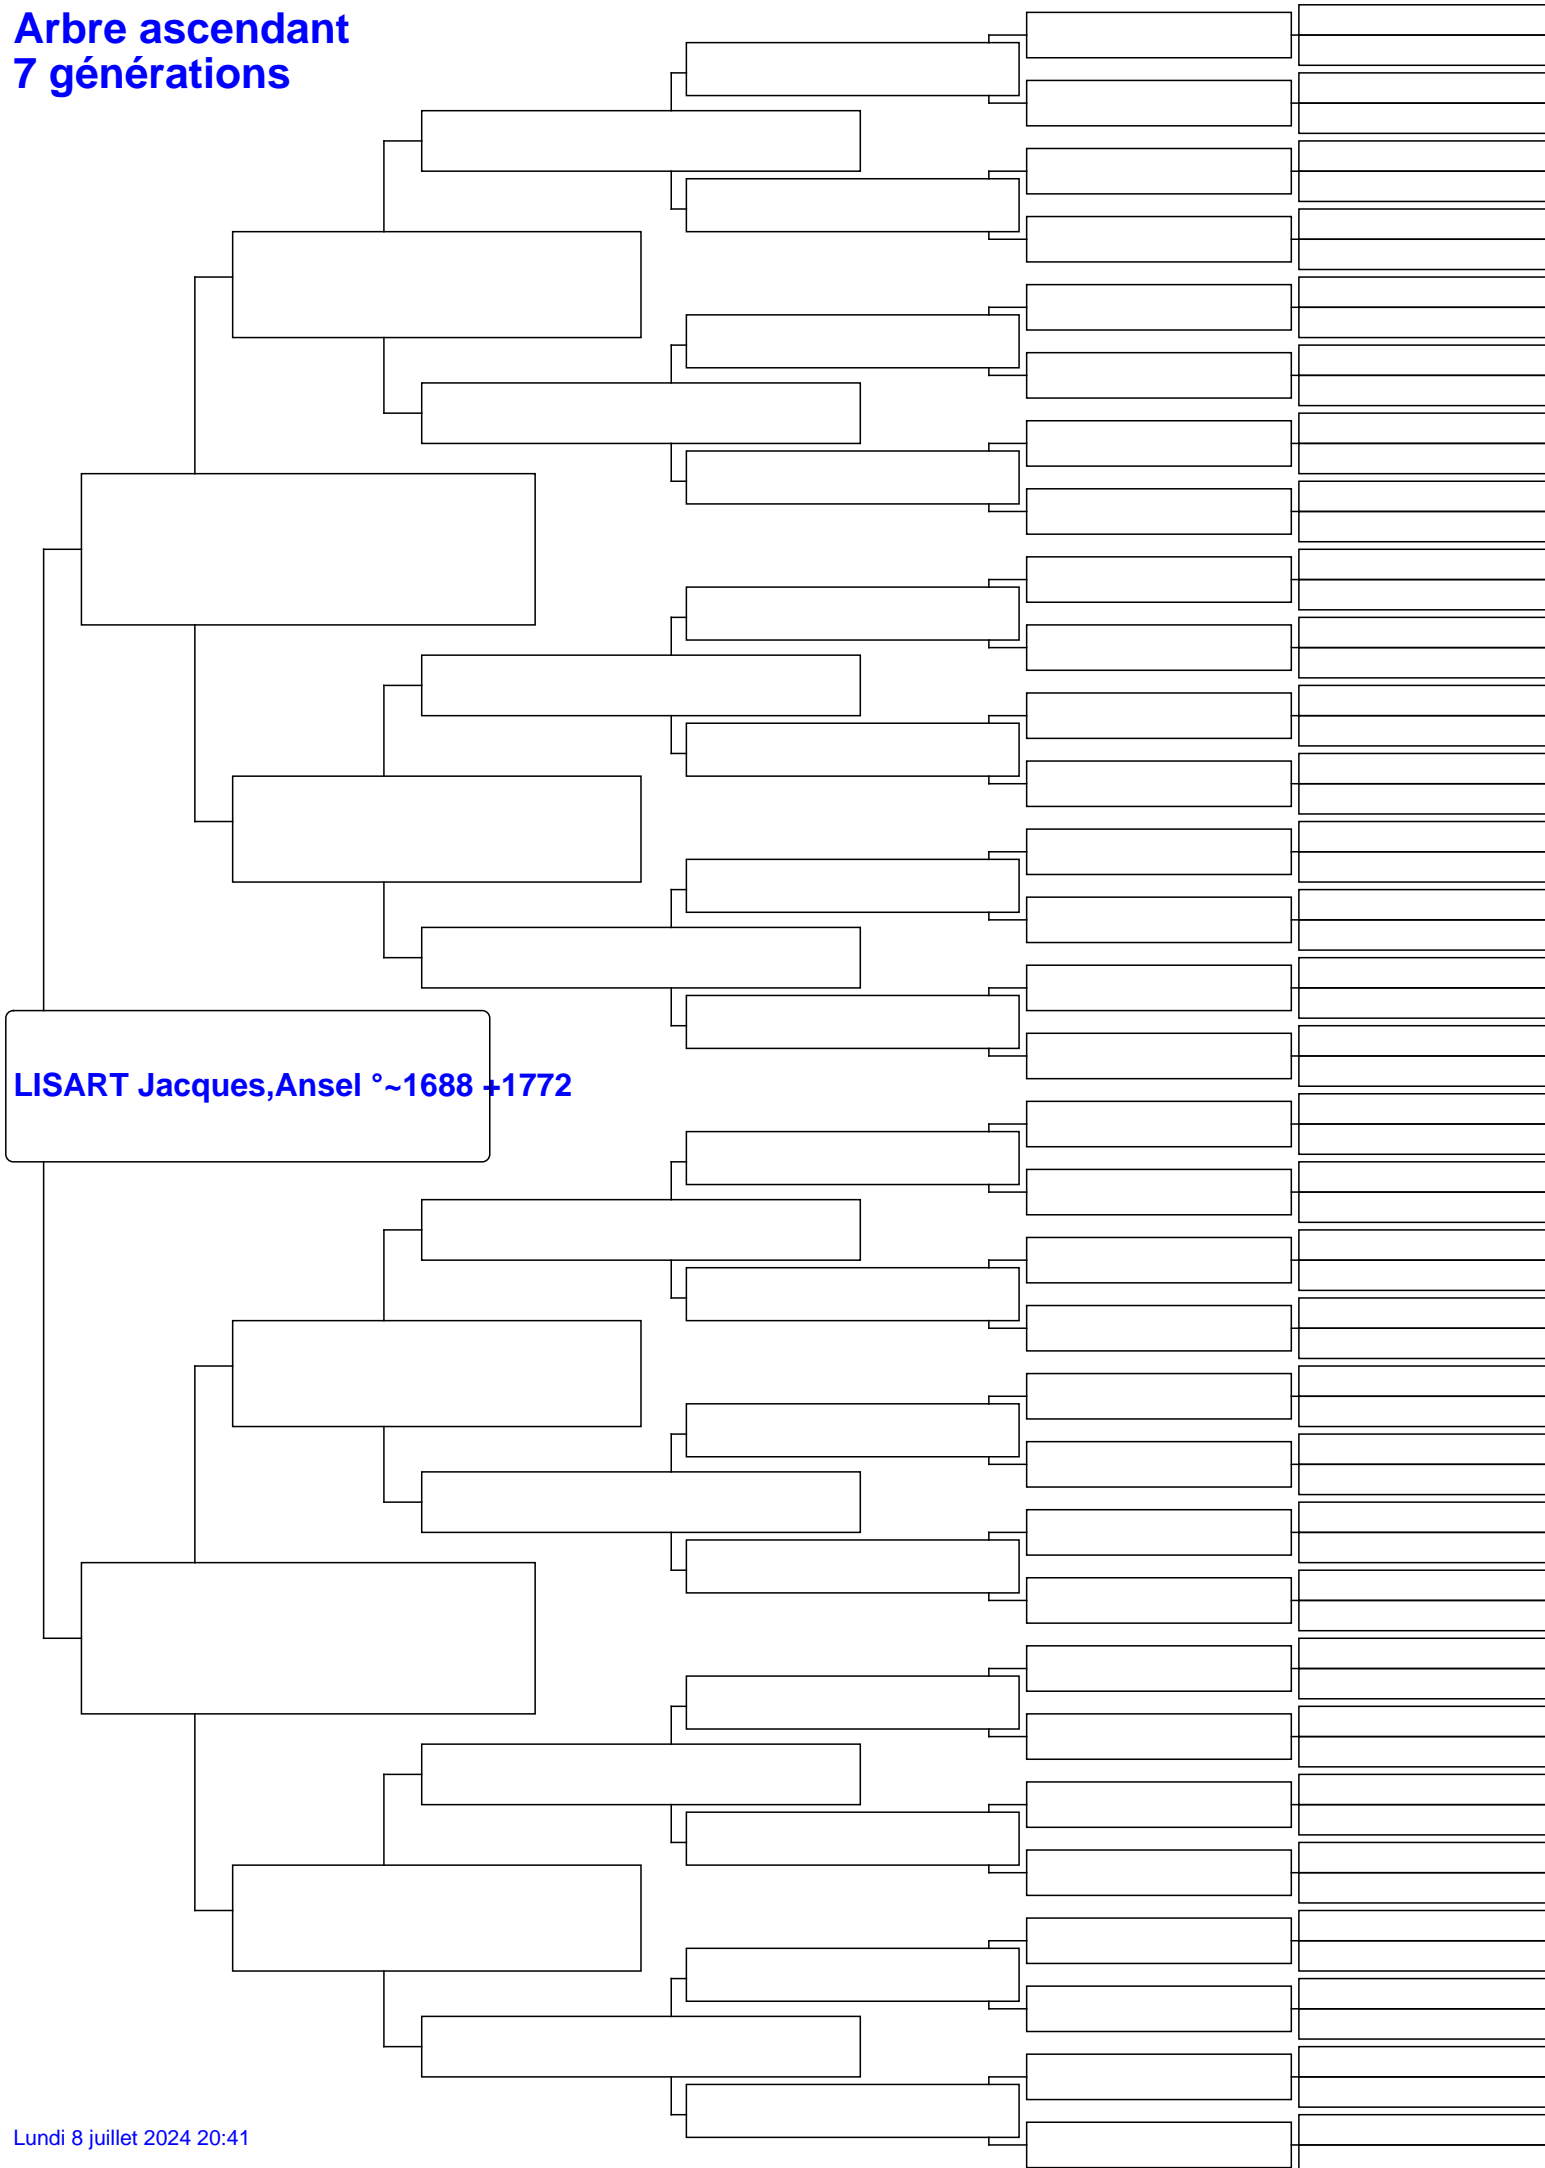 Arbre ascendant
7 générations
LISART Jacques,Ansel °~1688 +1772
Lundi 8 juillet 2024 20:41